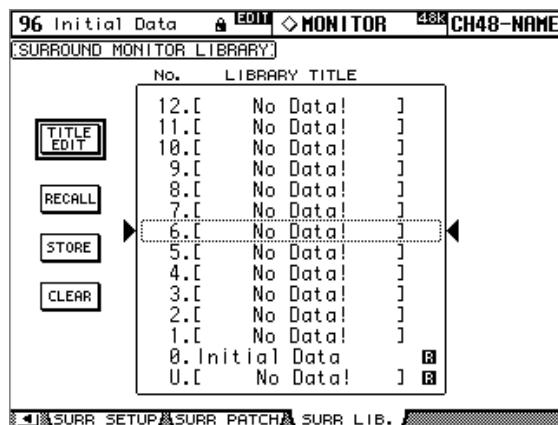 96 Initial Data EDIT ◇MONITOR 48K CH48-NAME
SURROUND MONITOR LIBRARY
No. LIBRARY TITLE
12.[ No Data! ]
11.[ No Data! ]
10.[ No Data! ]
9.[ No Data! ]
8.[ No Data! ]
7.[ No Data! ]
6.[ No Data! ]
5.[ No Data! ]
4.[ No Data! ]
3.[ No Data! ]
2.[ No Data! ]
1.[ No Data! ]
0.Initial Data R
U.[ No Data! ] R
TITLE
EDIT
RECALL
STORE
CLEAR
SURR SETUP SURR PATCH SURR LIB.